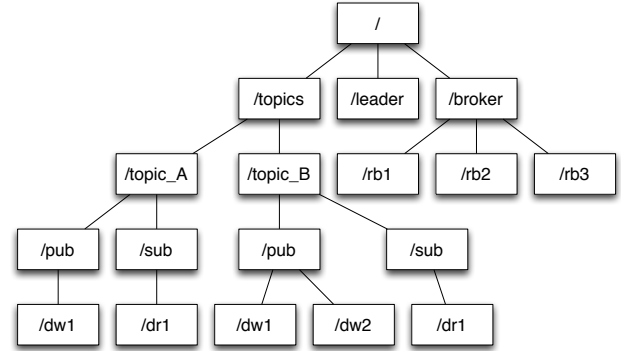 /
/topics
/leader
/broker
/topic_A
/topic_B
/rb1
/rb2
/rb3
/pub
/sub
/pub
/sub
/dw1
/dr1
/dw1
/dw2
/dr1